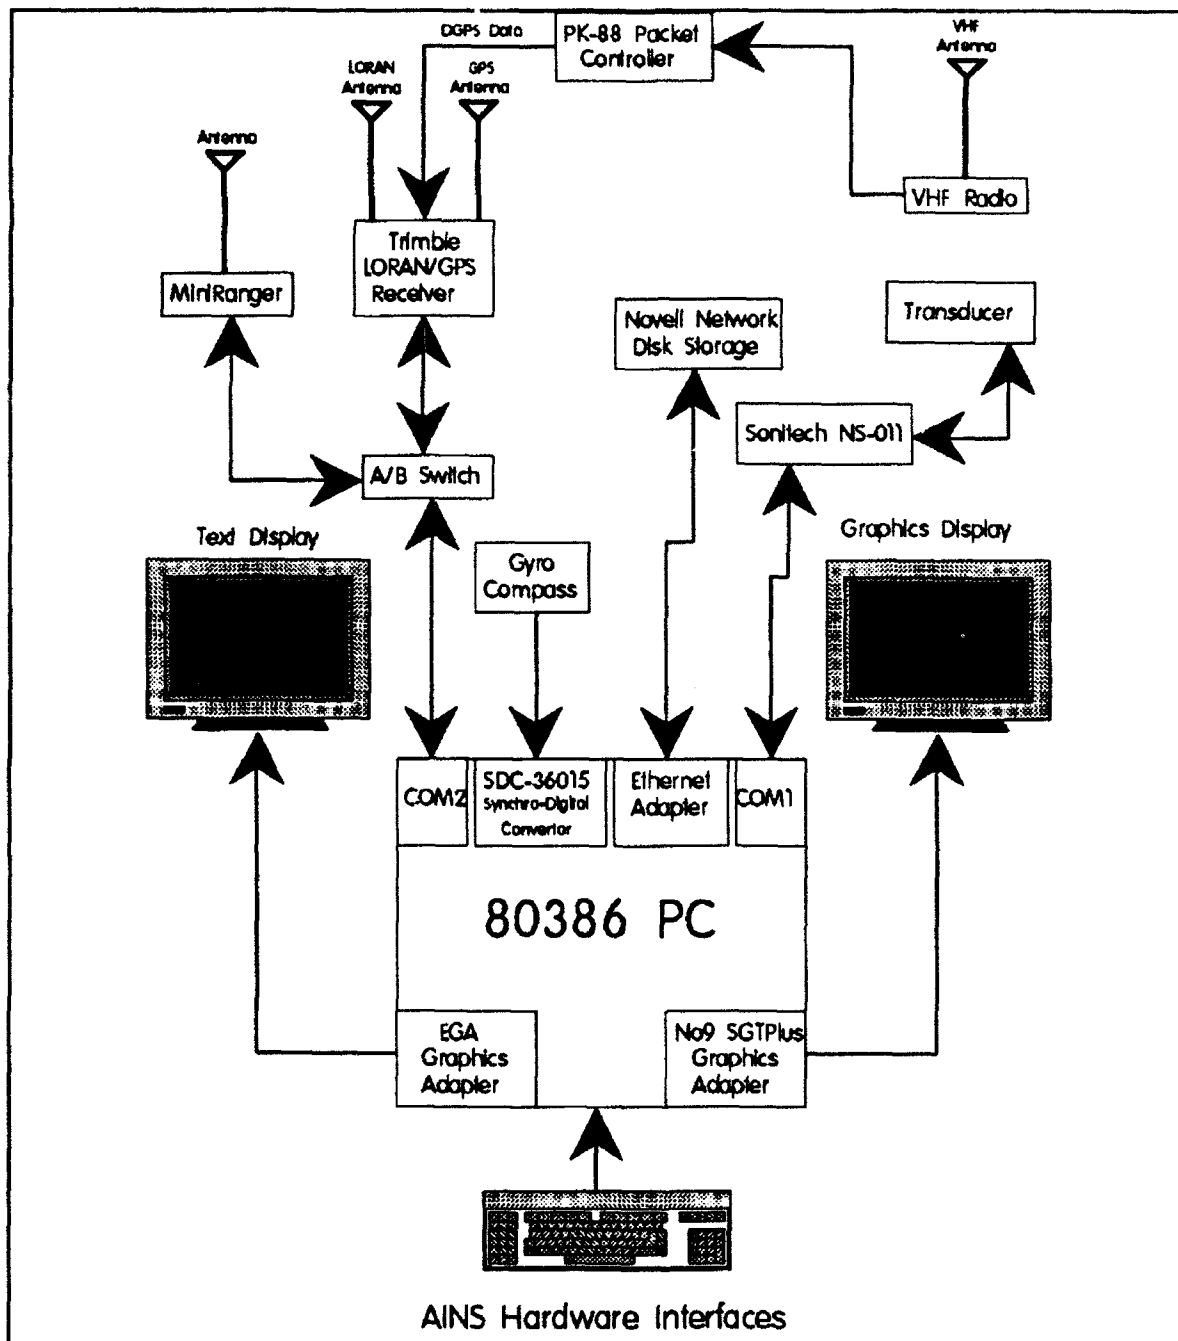 DGPS Data
PK-88 Packet
Controller
VHF
Antenna
LORAN
Antenna
GPS
Antenna
Antenna
VHF Radio
Trimble
LORAN/GPS
Receiver
MiniRanger
Novell Network
Disk Storage
Transducer
Sonitech NS-011
A/B Switch
Text Display
Graphics Display
Gyro
Compass
COM2
SDC-36015
Synchro-Digital
Convertor
Ethernet
Adapter
COM1
80386 PC
EGA
Graphics
Adapter
No9 SGTPlus
Graphics
Adapter
AINS Hardware Interfaces